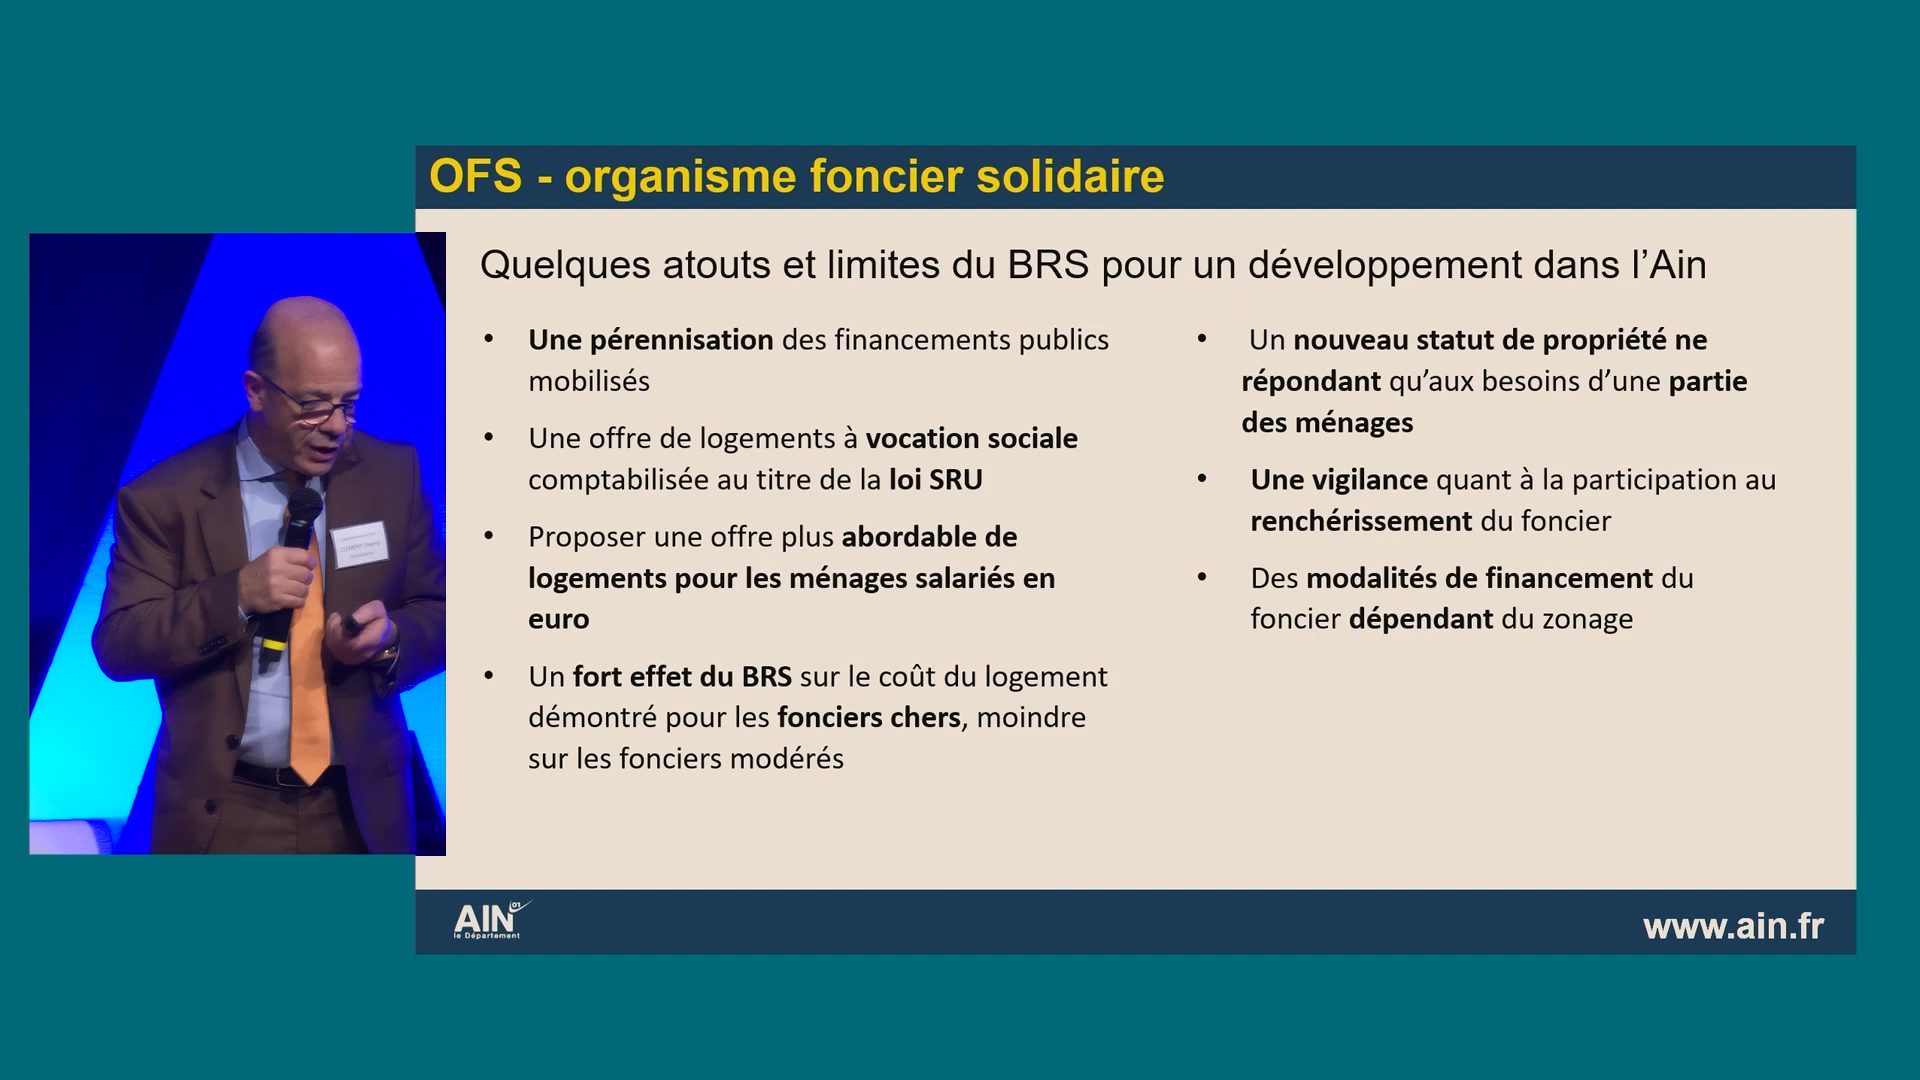 OFS - organisme foncier solidaire
Quelques atouts et limites du BRS pour un développement dans l’Ain
• Une pérennisation des financements publics
mobilisés
• Une offre de logements à vocation sociale
comptabilisée au titre de la loi SRU
• Proposer une offre plus abordable de
logements pour les ménages salariés en
euro
• Un fort effet du BRS sur le coût du logement
démontré pour les fonciers chers, moindre
sur les fonciers modérés
• Un nouveau statut de propriété ne
répondant qu’aux besoins d’une partie
des ménages
• Une vigilance quant à la participation au
renchérissement du foncier
• Des modalités de financement du
foncier dépendant du zonage
CLÉMENT Thierry
AIN 01
le Département
www.ain.fr